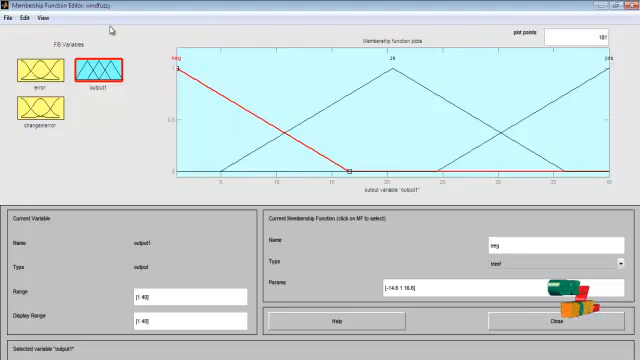 Membership Function Editor: windfuzzy
File Edit View
FIS Variables
Membership function plots
plot points
181
error
output1
changeinerror
neg
ze
pos
1
0.5
0
5
10
15
20
25
30
35
40
output variable "output1"
Current Variable
Name output1
Type output
Range [1 40]
Display Range [1 40]
Current Membership Function (click on MF to select)
Name neg
Type trimf
Params [-14.6 1 16.6]
Help Close
Selected variable "output1"